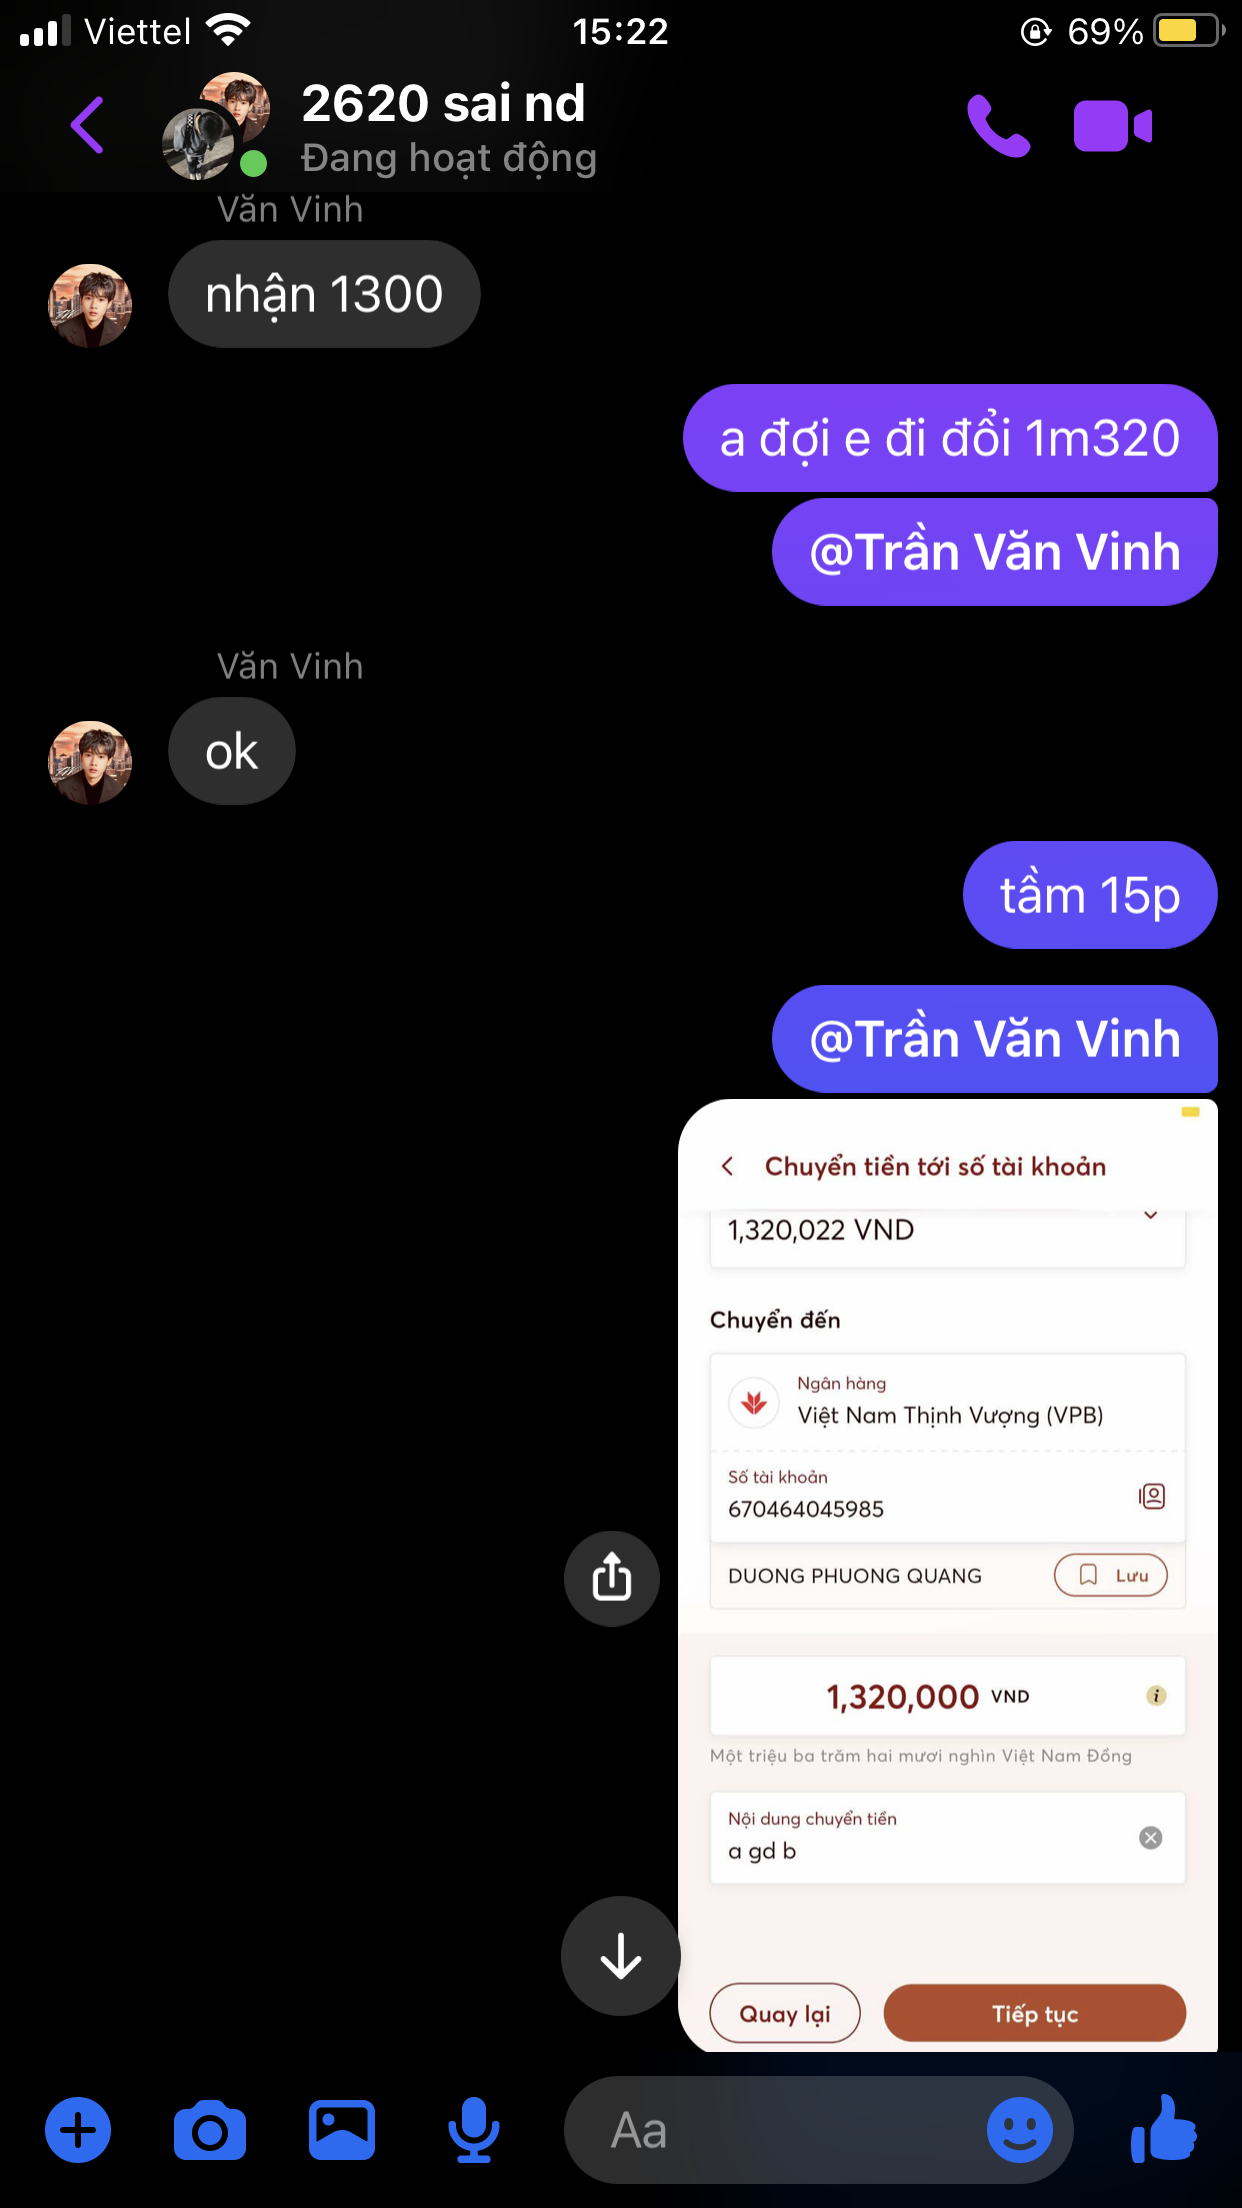 Viettel
15:22
69%
2620 sai nd
Đang hoạt động
Văn Vinh
nhận 1300
a đợi e đi đổi 1m320
@Trần Văn Vinh
Văn Vinh
ok
tầm 15p
@Trần Văn Vinh
Chuyển tiền tới số tài khoản
1,320,022 VND
Chuyển đến
Ngân hàng
Việt Nam Thịnh Vượng (VPB)
Số tài khoản
670464045985
DUONG PHUONG QUANG
Lưu
1,320,000 VND
Một triệu ba trăm hai mươi nghìn Việt Nam Đồng
Nội dung chuyển tiền
a gd b
Quay lại
Tiếp tục
Aa